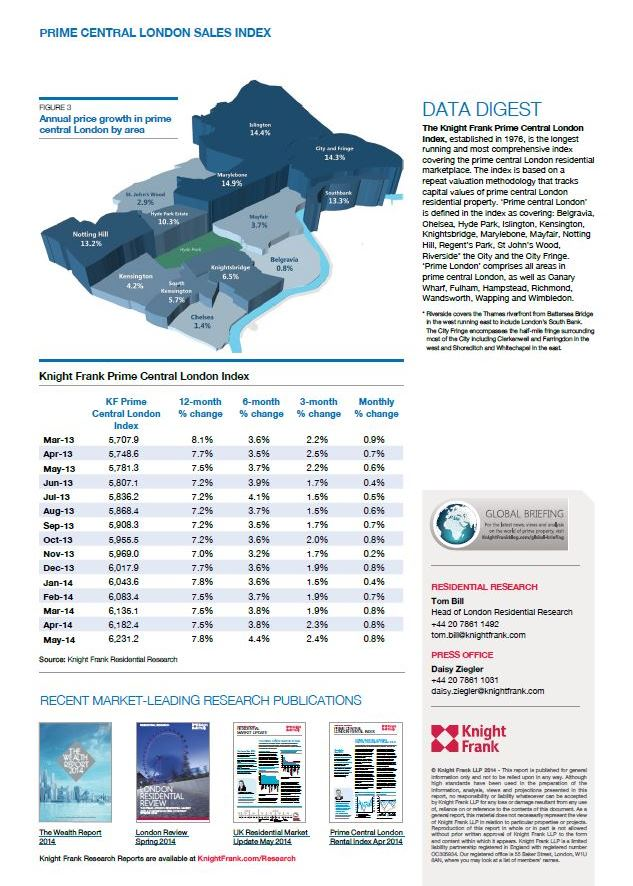 PRIME CENTRAL LONDON SALES INDEX
FIGURE 3
Annual price growth in prime
central London by area
Islington
14.4%
City and Fringe
14.3%
Marylebone
14.9%
Southbank
13.3%
St. John's Wood
2.9%
Hyde Park Estate
10.3%
Mayfair
3.7%
Notting Hill
13.2%
Hyde Park
Belgravia
0.8%
Knightsbridge
6.5%
Kensington
4.2%
South
Kensington
5.7%
Chelsea
1.4%
DATA DIGEST
The Knight Frank Prime Central London
Index, established in 1976, is the longest
running and most comprehensive index
covering the prime central London residential
marketplace. The index is based on a
repeat valuation methodology that tracks
capital values of prime central London
residential property. 'Prime central London'
is defined in the index as covering: Belgravia,
Chelsea, Hyde Park, Islington, Kensington,
Knightsbridge, Marylebone, Mayfair, Notting
Hill, Regent's Park, St John's Wood,
Riverside* the City and the City Fringe.
'Prime London' comprises all areas in
prime central London, as well as Canary
Wharf, Fulham, Hampstead, Richmond,
Wandsworth, Wapping and Wimbledon.
* Riverside covers the Thames riverfront from Battersea Bridge
in the west running east to include London's South Bank.
The City Fringe encompasses the half-mile fringe surrounding
most of the City including Clerkenwell and Farringdon in the
west and Shoreditch and Whitechapel in the east.
Knight Frank Prime Central London Index
KF Prime Central London Index 12-month % change 6-month % change 3-month % change Monthly % change
Mar-13 5,707.9 8.1% 3.6% 2.2% 0.9%
Apr-13 5,748.6 7.7% 3.5% 2.5% 0.7%
May-13 5,781.3 7.5% 3.7% 2.2% 0.6%
Jun-13 5,807.1 7.2% 3.9% 1.7% 0.4%
Jul-13 5,836.2 7.2% 4.1% 1.5% 0.5%
Aug-13 5,868.4 7.2% 3.7% 1.5% 0.6%
Sep-13 5,908.3 7.2% 3.5% 1.7% 0.7%
Oct-13 5,955.5 7.2% 3.6% 2.0% 0.8%
Nov-13 5,969.0 7.0% 3.2% 1.7% 0.2%
Dec-13 6,017.9 7.7% 3.6% 1.9% 0.8%
Jan-14 6,043.6 7.8% 3.6% 1.5% 0.4%
Feb-14 6,083.4 7.5% 3.7% 1.9% 0.7%
Mar-14 6,135.1 7.5% 3.8% 1.9% 0.8%
Apr-14 6,182.4 7.5% 3.8% 2.3% 0.8%
May-14 6,231.2 7.8% 4.4% 2.4% 0.8%
Source: Knight Frank Residential Research
GLOBAL BRIEFING
For the latest news, views and analysis
on the world of prime property, visit
KnightFrankblog.com/global-briefing
RESIDENTIAL RESEARCH
Tom Bill
Head of London Residential Research
+44 20 7861 1492
tom.bill@knightfrank.com
PRESS OFFICE
Daisy Ziegler
+44 20 7861 1031
daisy.ziegler@knightfrank.com
Knight
Frank
© Knight Frank LLP 2014 - This report is published for general
information only and not to be relied upon in any way. Although
high standards have been used in the preparation of the
information, analysis, views and projections presented in this
report, no responsibility or liability whatsoever can be accepted
by Knight Frank LLP for any loss or damage resultant from any use
of, reliance on or reference to the contents of this document. As a
general report, this material does not necessarily represent the view
of Knight Frank LLP in relation to particular properties or projects.
Reproduction of this report in whole or in part is not allowed
without prior written approval of Knight Frank LLP to the form
and content within which it appears. Knight Frank LLP is a limited
liability partnership registered in England with registered number
OC305934. Our registered office is 55 Baker Street, London, W1U
8AN, where you may look at a list of members' names.
RECENT MARKET-LEADING RESEARCH PUBLICATIONS
THE
WEALTH
REPORT
2014
LONDON
RESIDENTIAL
REVIEW
RESIDENTIAL
MARKET UPDATE
PRIME CENTRAL
LONDON RENTAL INDEX
The Wealth Report
2014
London Review
Spring 2014
UK Residential Market
Update May 2014
Prime Central London
Rental Index Apr 2014
Knight Frank Research Reports are available at KnightFrank.com/Research